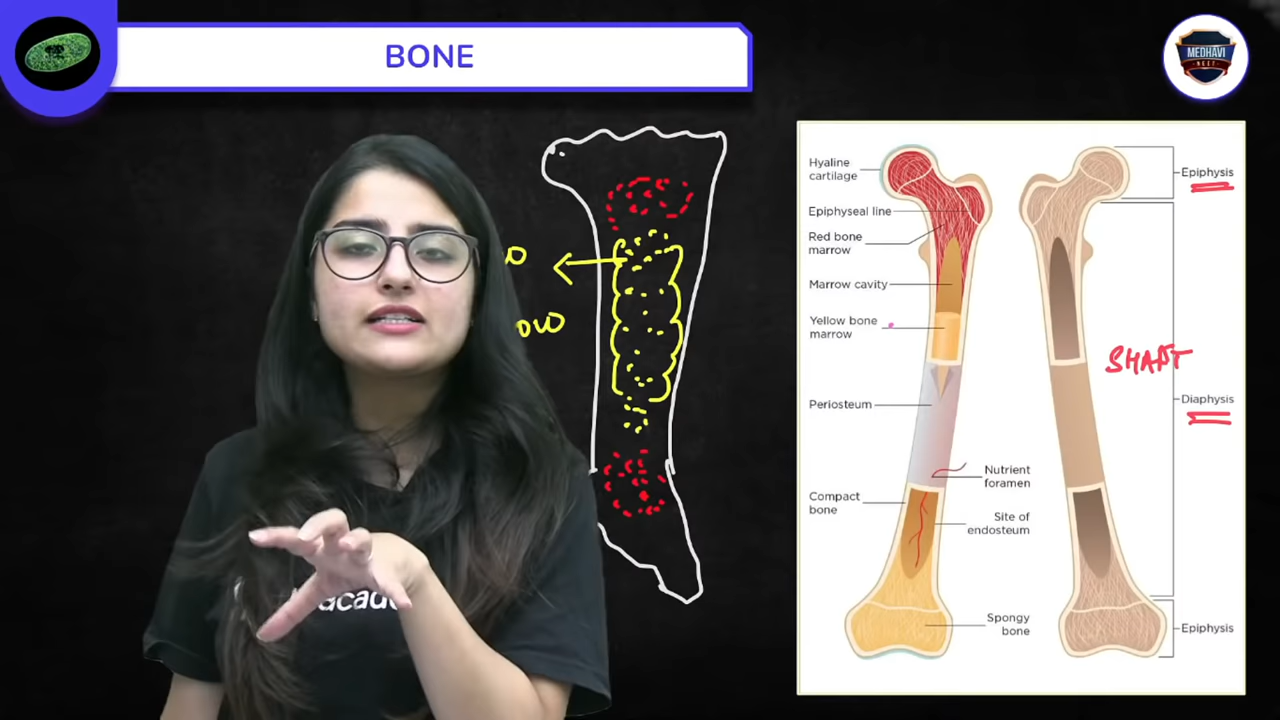 BONE
MEDHAVI
NEET
Hyaline
cartilage
Epiphyseal line
Red bone
marrow
Marrow cavity
Yellow bone
marrow
Periosteum
Compact
bone
Nutrient
foramen
Site of
endosteum
Spongy
bone
Epiphysis
SHAFT
Diaphysis
Epiphysis
OW